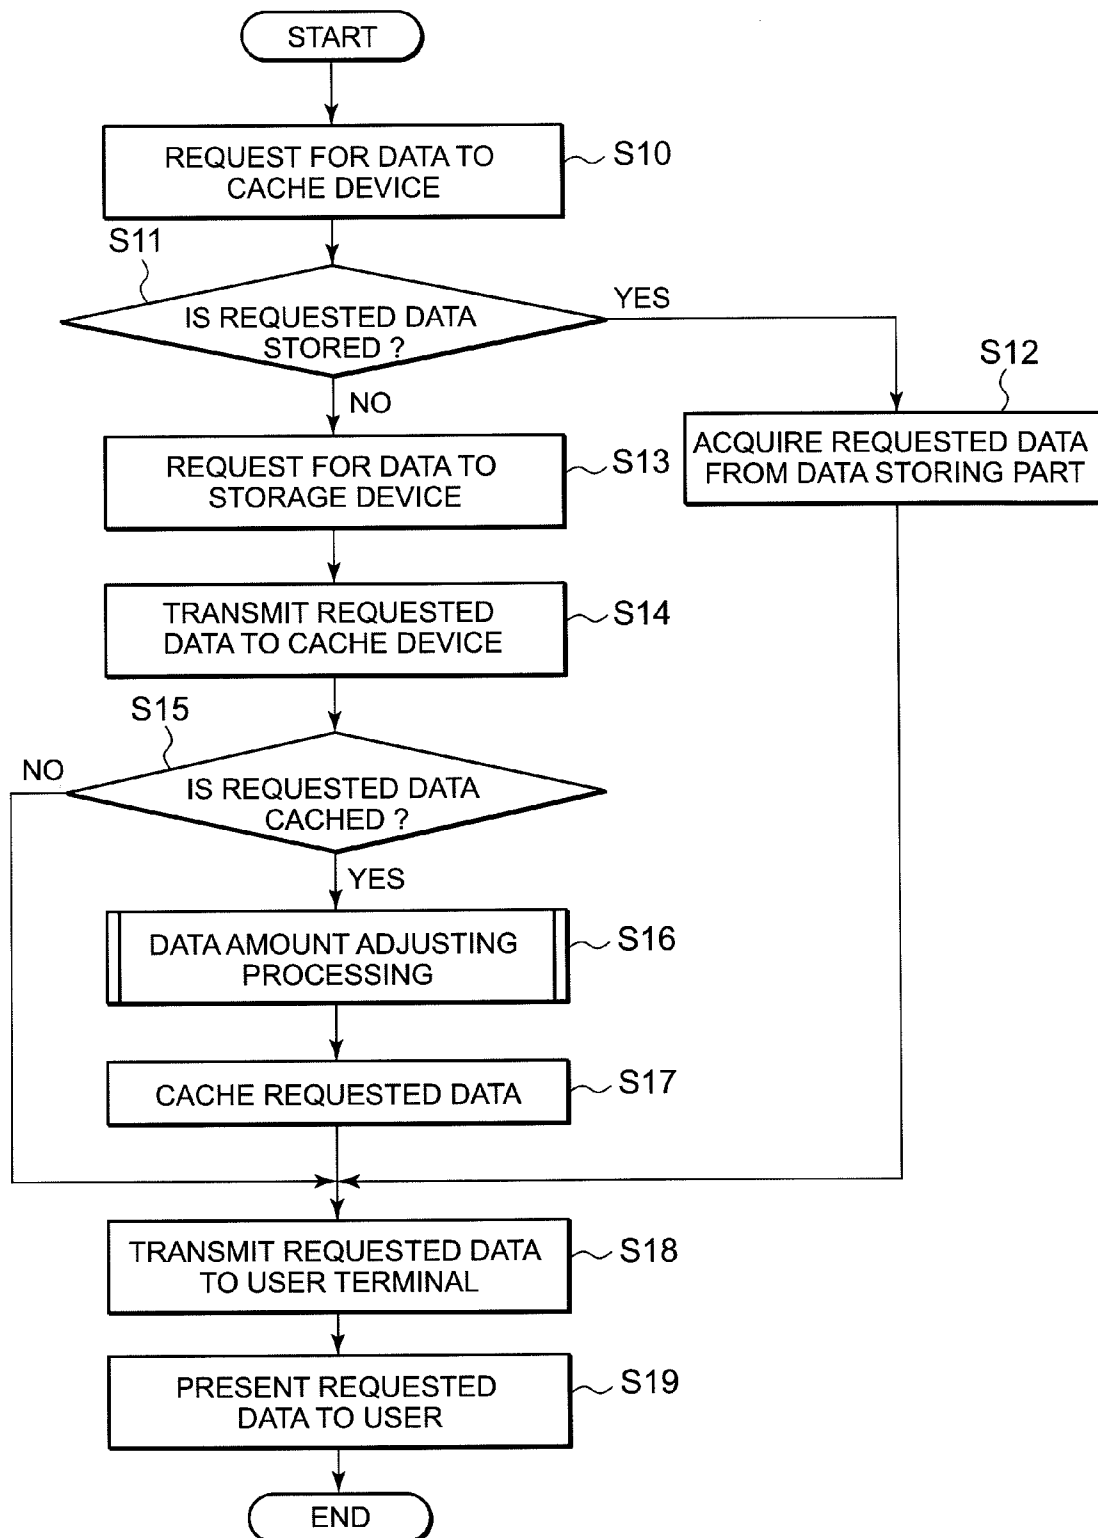 START
REQUEST FOR DATA TO
CACHE DEVICE
S10
S11
IS REQUESTED DATA
STORED ?
YES
NO
S12
ACQUIRE REQUESTED DATA
FROM DATA STORING PART
REQUEST FOR DATA TO
STORAGE DEVICE
S13
TRANSMIT REQUESTED
DATA TO CACHE DEVICE
S14
S15
NO
IS REQUESTED DATA
CACHED ?
YES
DATA AMOUNT ADJUSTING
PROCESSING
S16
CACHE REQUESTED DATA
S17
TRANSMIT REQUESTED DATA
TO USER TERMINAL
S18
PRESENT REQUESTED
DATA TO USER
S19
END